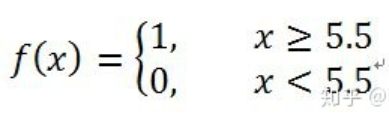 f(x) = {1, x ≥ 5.5
0, x < 5.5
知乎 @